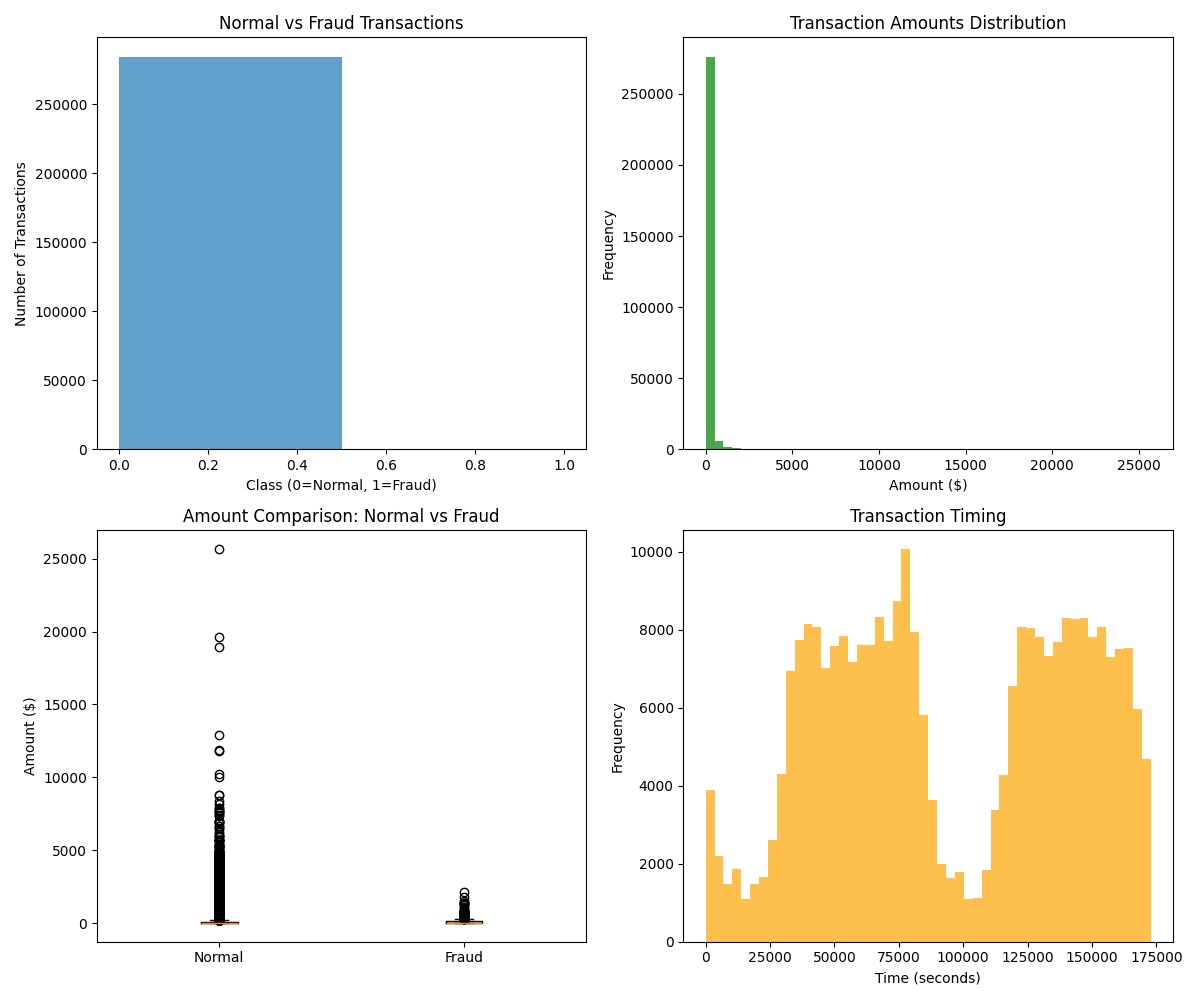 Normal vs Fraud Transactions
Number of Transactions
250000
200000
150000
100000
50000
0
0.0 0.2 0.4 0.6 0.8 1.0
Class (0=Normal, 1=Fraud)
Transaction Amounts Distribution
Frequency
250000
200000
150000
100000
50000
0
0 5000 10000 15000 20000 25000
Amount ($)
Amount Comparison: Normal vs Fraud
Amount ($)
25000
20000
15000
10000
5000
0
Normal Fraud
Transaction Timing
Frequency
10000
8000
6000
4000
2000
0
0 25000 50000 75000 100000 125000 150000 175000
Time (seconds)